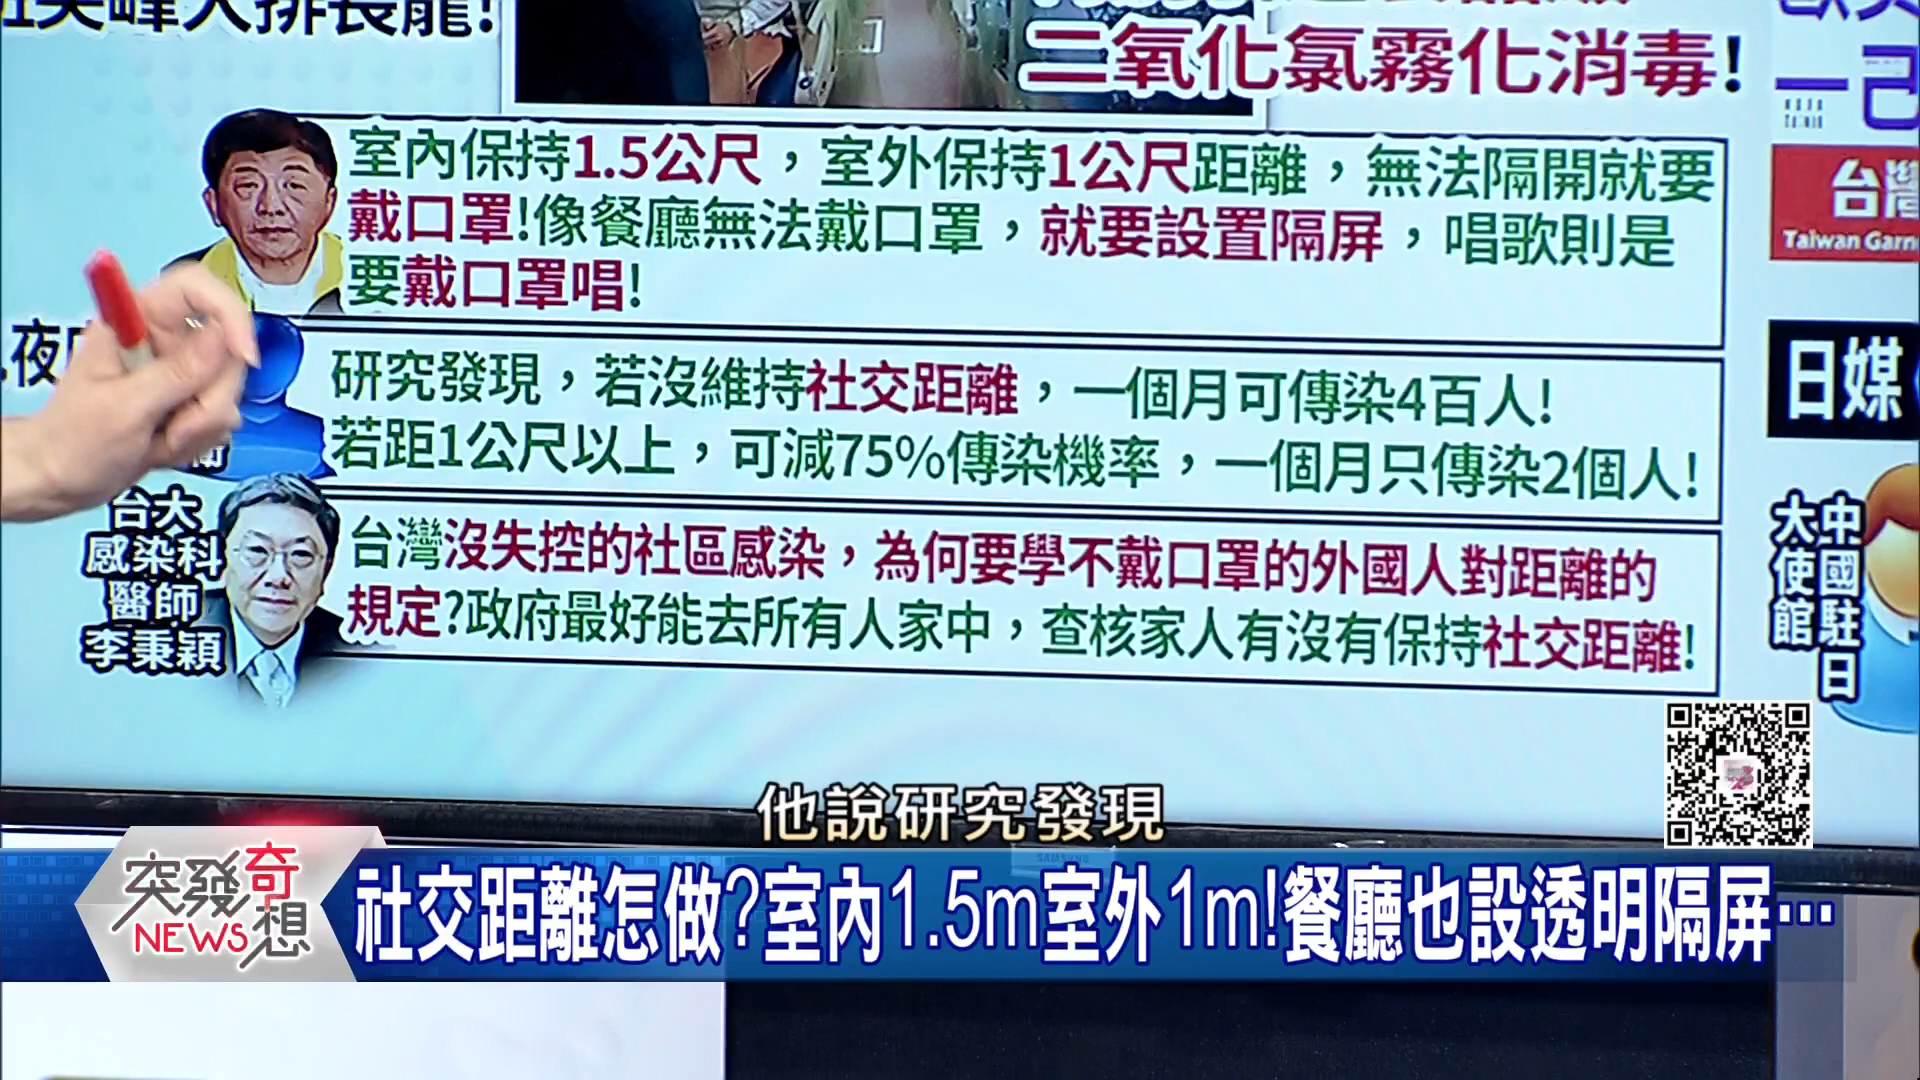 二氧化氯霧化消毒!
一己
室內保持1.5公尺，室外保持1公尺距離，無法隔開就要
戴口罩!像餐廳無法戴口罩，就要設置隔屏，唱歌則是
要戴口罩唱!
台灣
Taiwan
研究發現，若沒維持社交距離，一個月可傳染4百人!
若距1公尺以上，可減75%傳染機率，一個月只傳染2個人!
日媒
台大
感染科
醫師
李秉穎
台灣沒失控的社區感染，為何要學不戴口罩的外國人對距離的
規定?政府最好能去所有人家中，查核家人有沒有保持社交距離!
中國駐日
大使館
他說研究發現
SAMSUNG
突發奇想
NEWS
社交距離怎做?室內1.5m室外1m!餐廳也設透明隔屏…